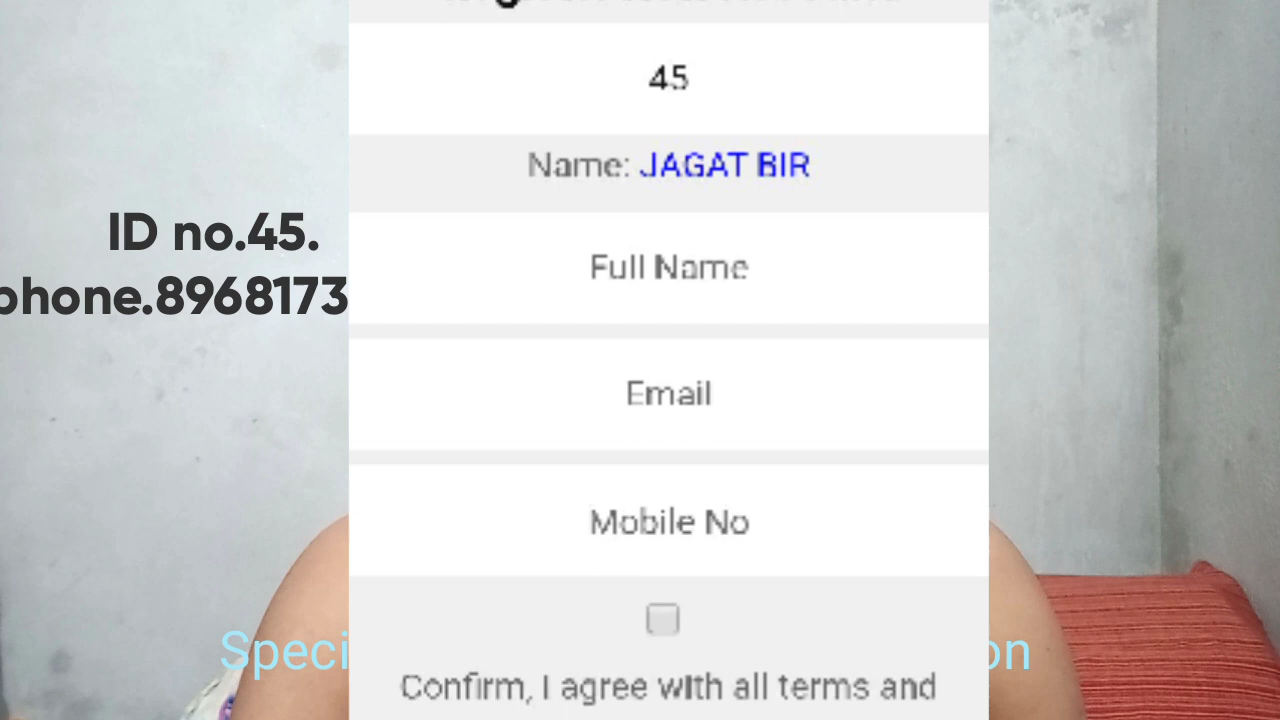 45
Name: JAGAT BIR
ID no.45.
phone.8968173
Full Name
Email
Mobile No
Confirm, I agree with all terms and